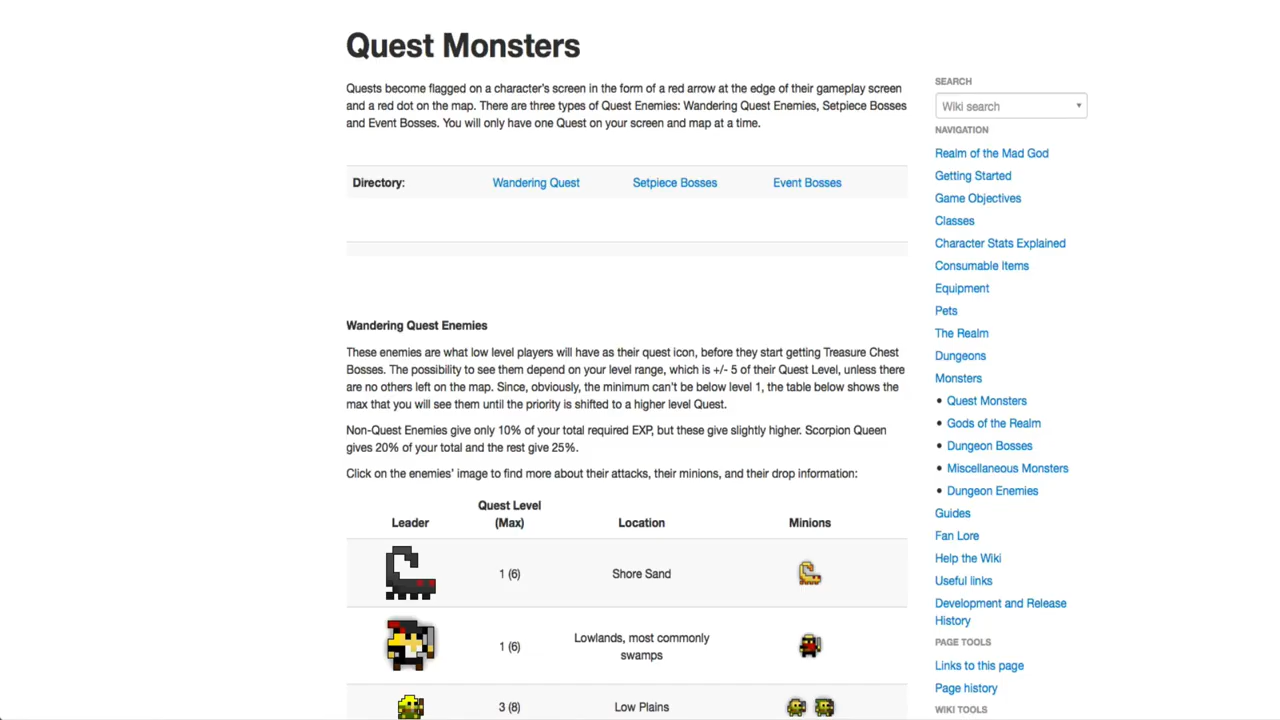 Quest Monsters
Quests become flagged on a character's screen in the form of a red arrow at the edge of their gameplay screen
and a red dot on the map. There are three types of Quest Enemies: Wandering Quest Enemies, Setpiece Bosses
and Event Bosses. You will only have one Quest on your screen and map at a time.
Directory: Wandering Quest Setpiece Bosses Event Bosses
Wandering Quest Enemies
These enemies are what low level players will have as their quest icon, before they start getting Treasure Chest
Bosses. The possibility to see them depend on your level range, which is +/- 5 of their Quest Level, unless there
are no others left on the map. Since, obviously, the minimum can't be below level 1, the table below shows the
max that you will see them until the priority is shifted to a higher level Quest.
Non-Quest Enemies give only 10% of your total required EXP, but these give slightly higher. Scorpion Queen
gives 20% of your total and the rest give 25%.
Click on the enemies' image to find more about their attacks, their minions, and their drop information:
Leader Quest Level (Max) Location Minions
1 (6) Shore Sand
1 (6) Lowlands, most commonly
swamps
3 (8) Low Plains
SEARCH
Wiki search
NAVIGATION
Realm of the Mad God
Getting Started
Game Objectives
Classes
Character Stats Explained
Consumable Items
Equipment
Pets
The Realm
Dungeons
Monsters
• Quest Monsters
• Gods of the Realm
• Dungeon Bosses
• Miscellaneous Monsters
• Dungeon Enemies
Guides
Fan Lore
Help the Wiki
Useful links
Development and Release
History
PAGE TOOLS
Links to this page
Page history
WIKI TOOLS